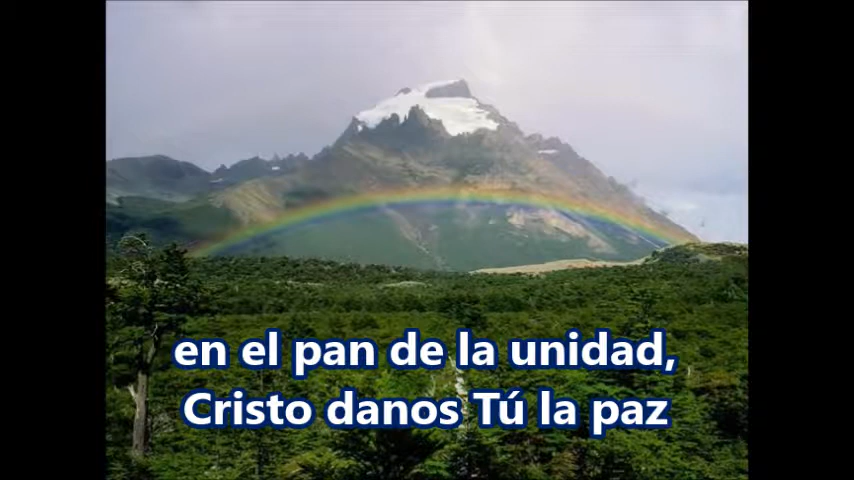 en el pan de la unidad,
Cristo danos Tú la paz